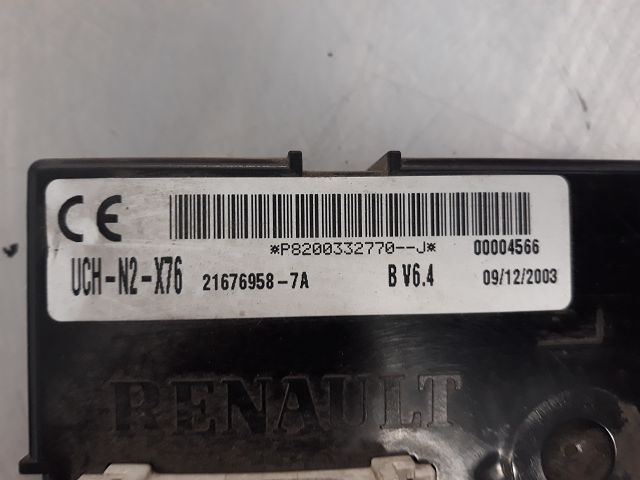 CE
*P8200332770--J* 00004566
UCH-N2-X76 21676958-7A B V6.4 09/12/2003
RENAULT